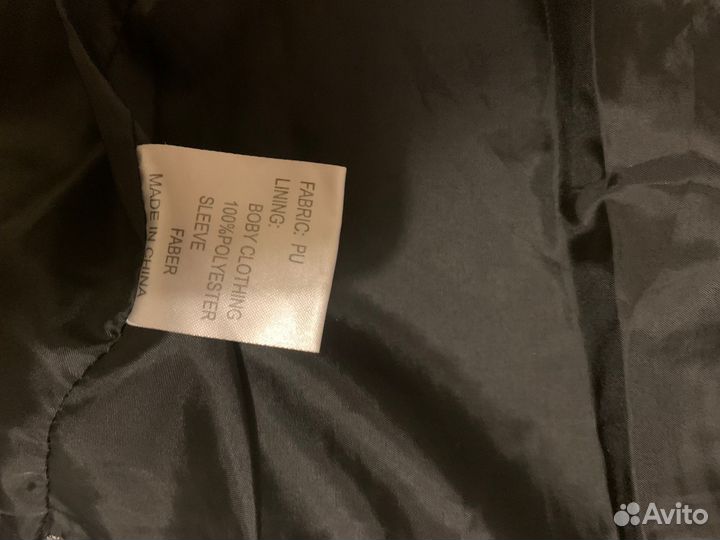 FABRIC: PU
LINING:
BOBY CLOTHING
100%POLYESTER
SLEEVE
FABER
MADE IN CHINA
Avito